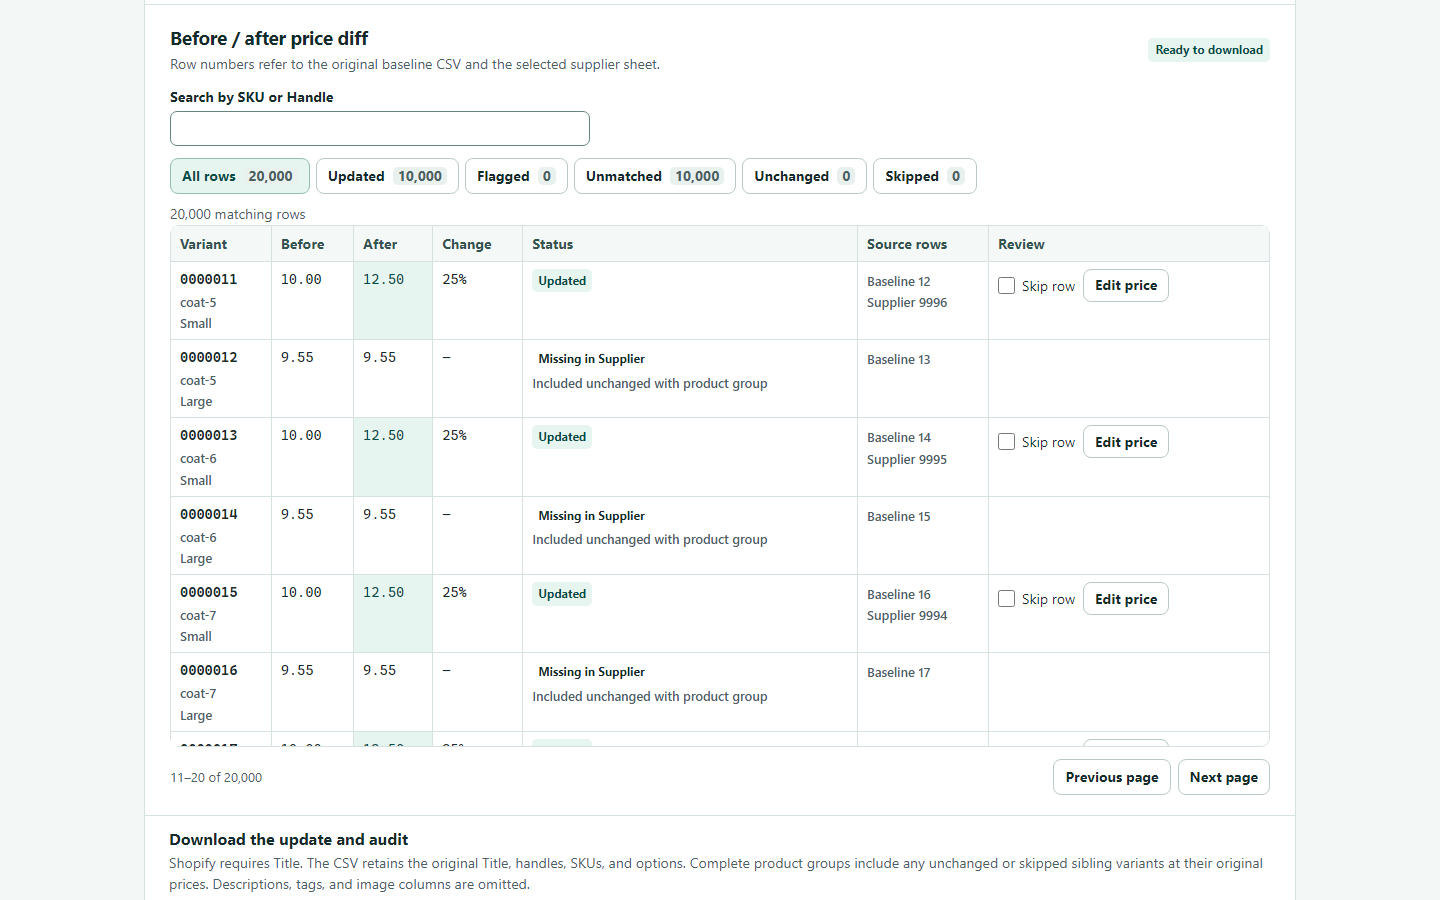 Before / after price diff
Row numbers refer to the original baseline CSV and the selected supplier sheet.
Ready to download
Search by SKU or Handle
All rows 20,000 Updated 10,000 Flagged 0 Unmatched 10,000 Unchanged 0 Skipped 0
20,000 matching rows
Variant Before After Change Status Source rows Review
0000011 10.00 12.50 25% Updated Baseline 12 Skip row Edit price
coat-5 Supplier 9996
Small
0000012 9.55 9.55 — Missing in Supplier Baseline 13
coat-5 Included unchanged with product group
Large
0000013 10.00 12.50 25% Updated Baseline 14 Skip row Edit price
coat-6 Supplier 9995
Small
0000014 9.55 9.55 — Missing in Supplier Baseline 15
coat-6 Included unchanged with product group
Large
0000015 10.00 12.50 25% Updated Baseline 16 Skip row Edit price
coat-7 Supplier 9994
Small
0000016 9.55 9.55 — Missing in Supplier Baseline 17
coat-7 Included unchanged with product group
Large
11–20 of 20,000 Previous page Next page
Download the update and audit
Shopify requires Title. The CSV retains the original Title, handles, SKUs, and options. Complete product groups include any unchanged or skipped sibling variants at their original
prices. Descriptions, tags, and image columns are omitted.